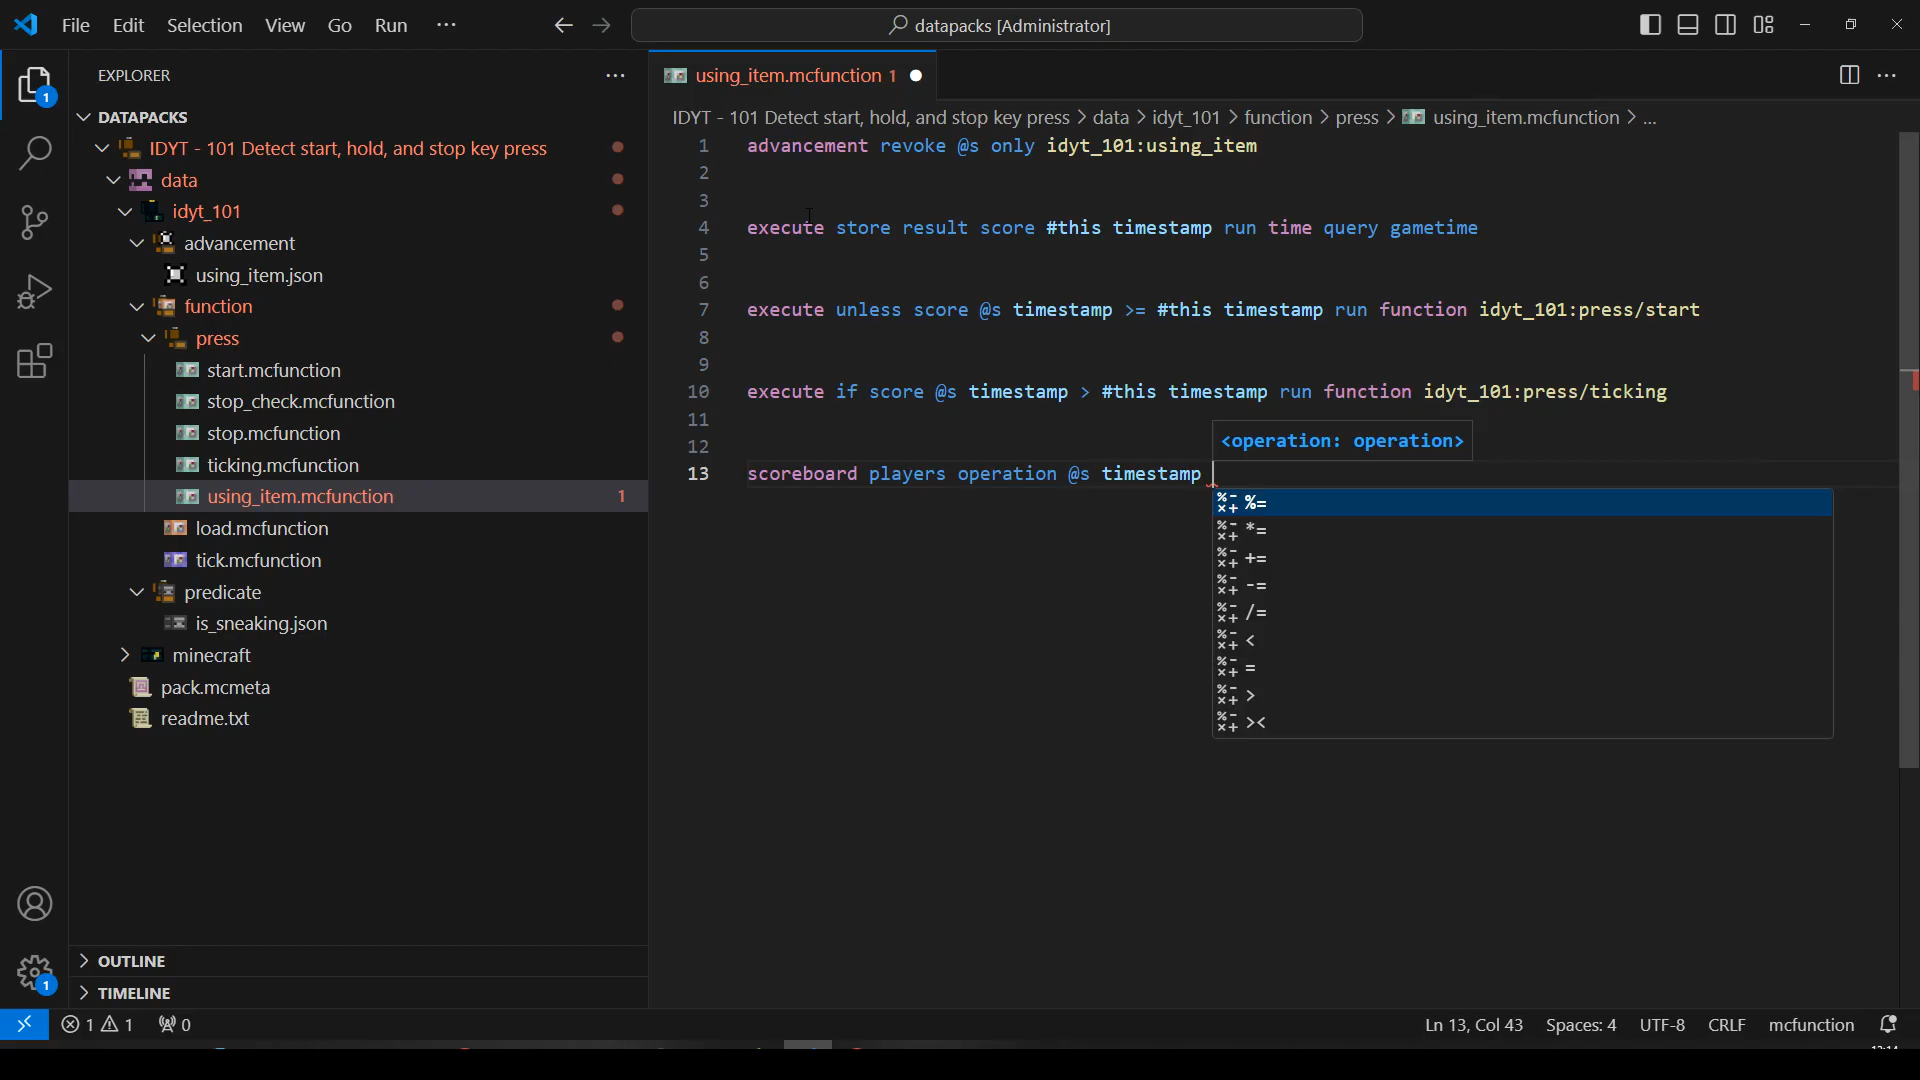 File Edit Selection View Go Run ···
datapacks [Administrator]
EXPLORER
DATAPACKS
IDYT - 101 Detect start, hold, and stop key press
data
idyt_101
advancement
using_item.json
function
press
start.mcfunction
stop_check.mcfunction
stop.mcfunction
ticking.mcfunction
using_item.mcfunction 1
load.mcfunction
tick.mcfunction
predicate
is_sneaking.json
minecraft
pack.mcmeta
readme.txt
OUTLINE
TIMELINE
1
1
using_item.mcfunction 1
IDYT - 101 Detect start, hold, and stop key press > data > idyt_101 > function > press > using_item.mcfunction > ...
1 advancement revoke @s only idyt_101:using_item
2
3
4 execute store result score #this timestamp run time query gametime
5
6
7 execute unless score @s timestamp >= #this timestamp run function idyt_101:press/start
8
9
10 execute if score @s timestamp > #this timestamp run function idyt_101:press/ticking
11
12
<operation: operation>
13 scoreboard players operation @s timestamp
%=
*=
+=
-=
/=
<
=
>
><
1 1 0
Ln 13, Col 43 Spaces: 4 UTF-8 CRLF mcfunction